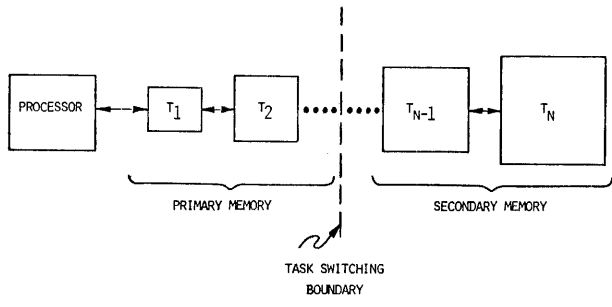 PROCESSOR
T1
T2
TN-1
TN
PRIMARY MEMORY
SECONDARY MEMORY
TASK SWITCHING
BOUNDARY